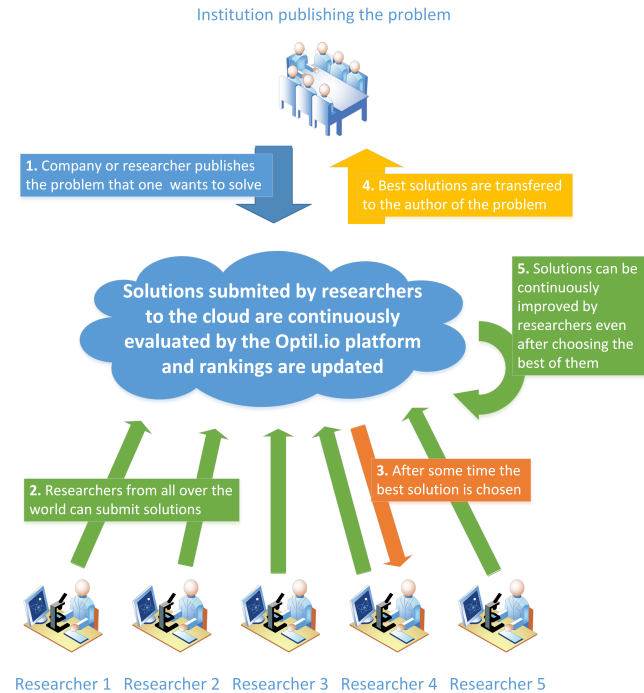 Institution publishing the problem
1. Company or researcher publishes
the problem that one wants to solve
4. Best solutions are transfered
to the author of the problem
Solutions submited by researchers
to the cloud are continuously
evaluated by the Optil.io platform
and rankings are updated
5. Solutions can be
continuously
improved by
researchers even
after choosing the
best of them
2. Researchers from all over the
world can submit solutions
3. After some time the
best solution is chosen
Researcher 1 Researcher 2 Researcher 3 Researcher 4 Researcher 5